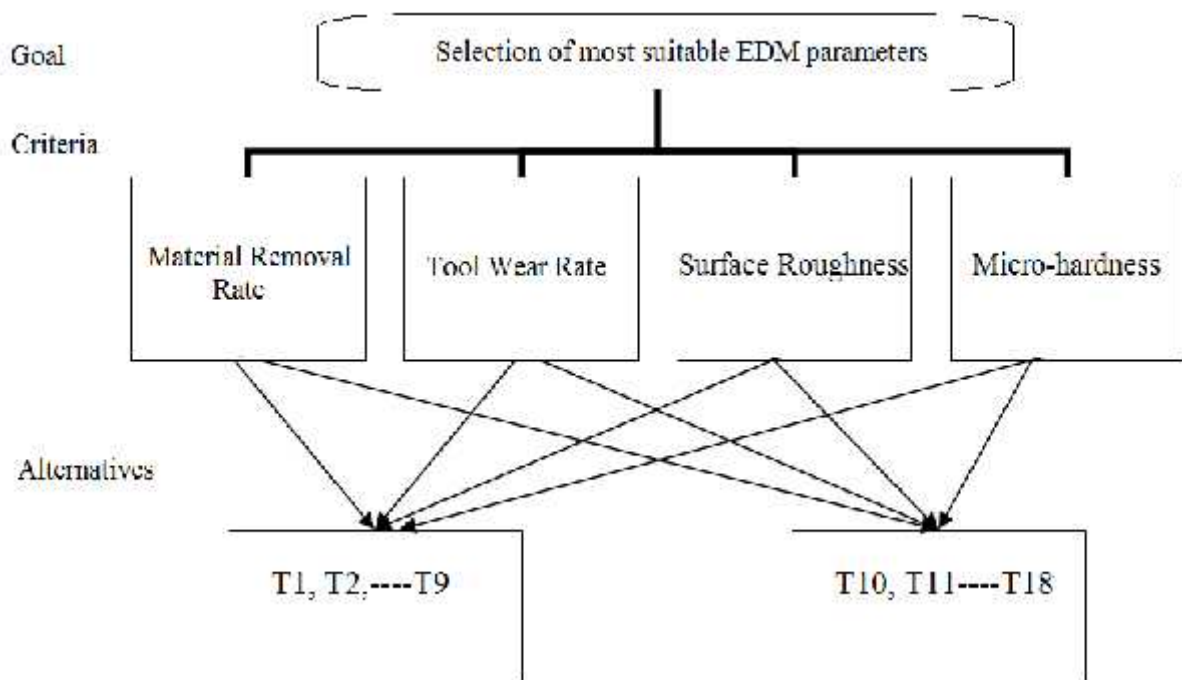 Goal
Selection of most suitable EDM parameters
Criteria
Material Removal
Rate
Tool Wear Rate
Surface Roughness
Micro-hardness
Alternatives
T1, T2,----T9
T10, T11----T18